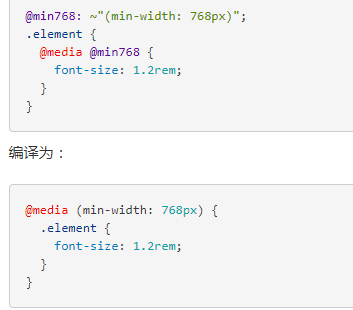 @min768: ~"(min-width: 768px)";
.element {
  @media @min768 {
    font-size: 1.2rem;
  }
}
编译为：
@media (min-width: 768px) {
  .element {
    font-size: 1.2rem;
  }
}